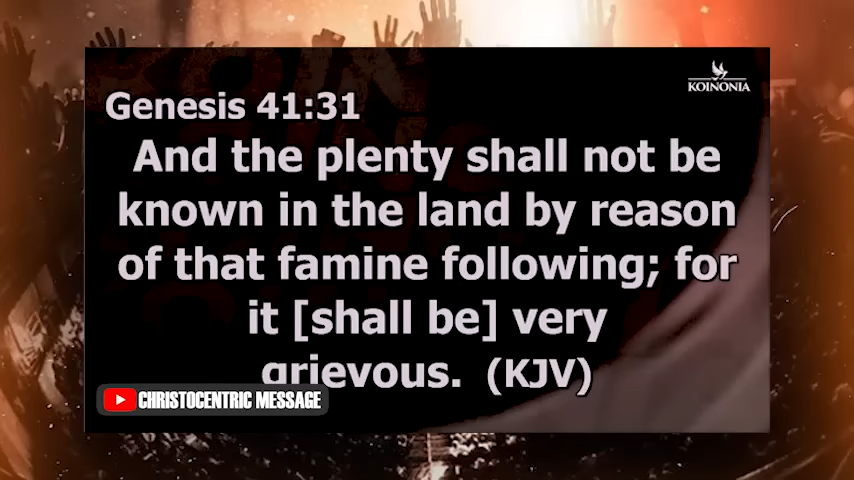 KOINONIA
Genesis 41:31
And the plenty shall not be
known in the land by reason
of that famine following; for
it [shall be] very
grievous. (KJV)
CHRISTOCENTRIC MESSAGE